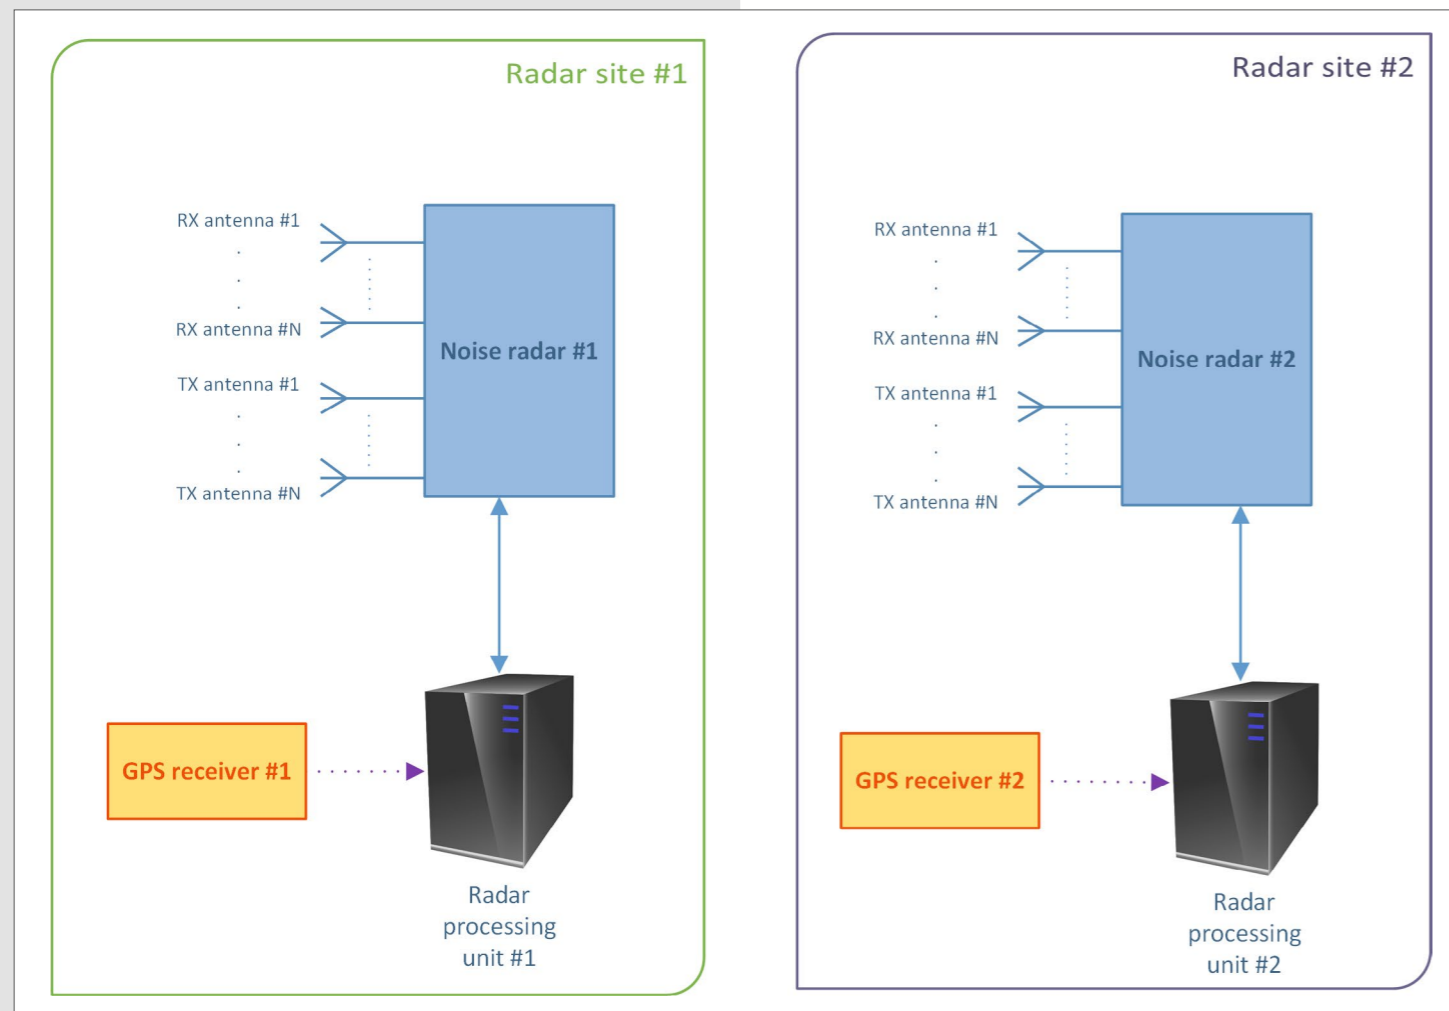 Radar site #1
RX antenna #1
RX antenna #N
TX antenna #1
TX antenna #N
Noise radar #1
GPS receiver #1
Radar
processing
unit #1
Radar site #2
RX antenna #1
RX antenna #N
TX antenna #1
TX antenna #N
Noise radar #2
GPS receiver #2
Radar
processing
unit #2